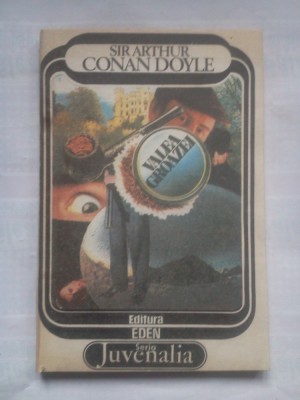 SIR ARTHUR
CONAN DOYLE
VALEA
GROAZEI
Editura
EDEN
Seria
Juvenalia